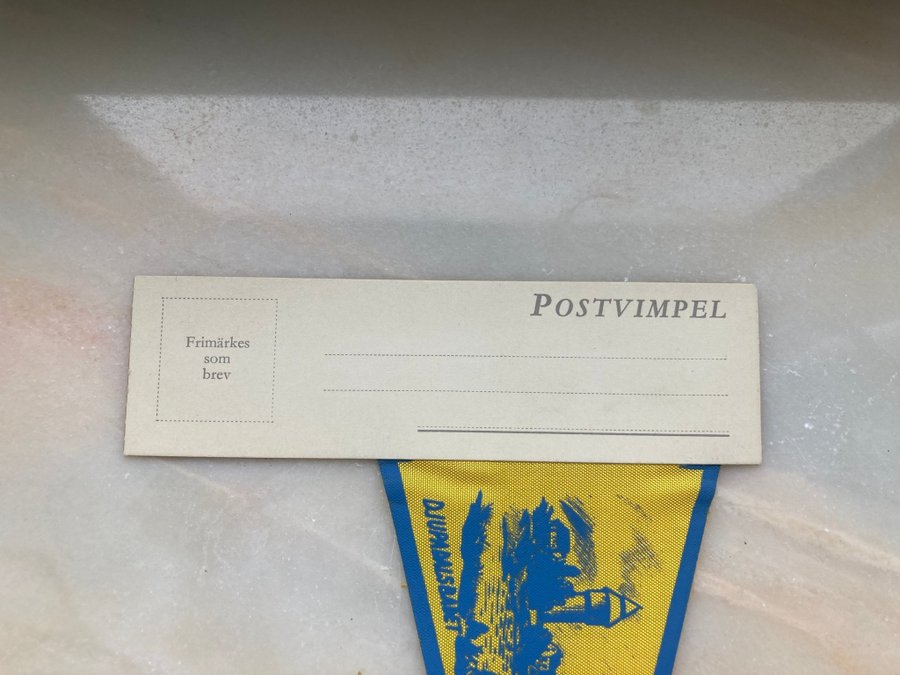 POSTVIMPEL
Frimärkes
som
brev